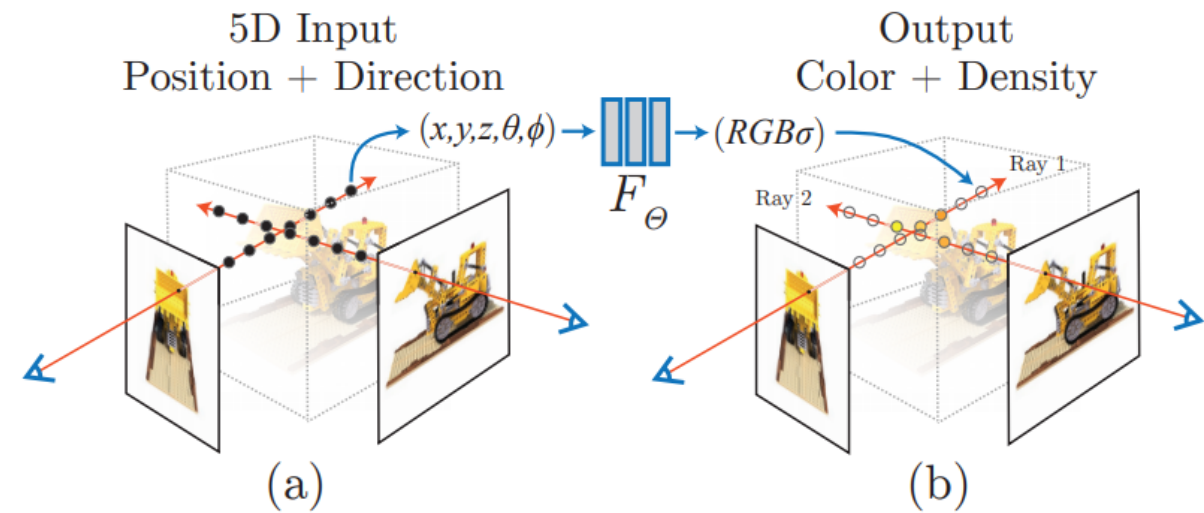 5D Input
Position + Direction
Output
Color + Density
(x,y,z,θ,ϕ)
(RGBσ)
F_Θ
Ray 1
Ray 2
(a)
(b)